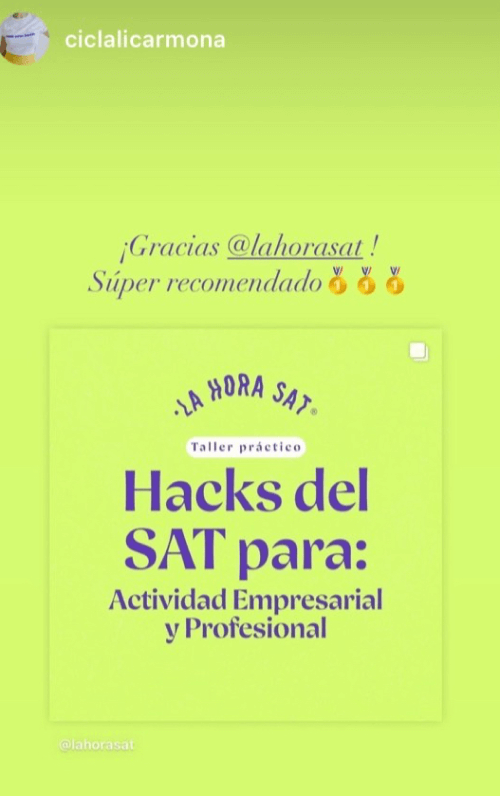 ciclalicarmona
¡Gracias @lahorasat !
Súper recomendado🥇🥇🥇
·LA HORA SAT®
Taller práctico
Hacks del
SAT para:
Actividad Empresarial
y Profesional
@lahorasat